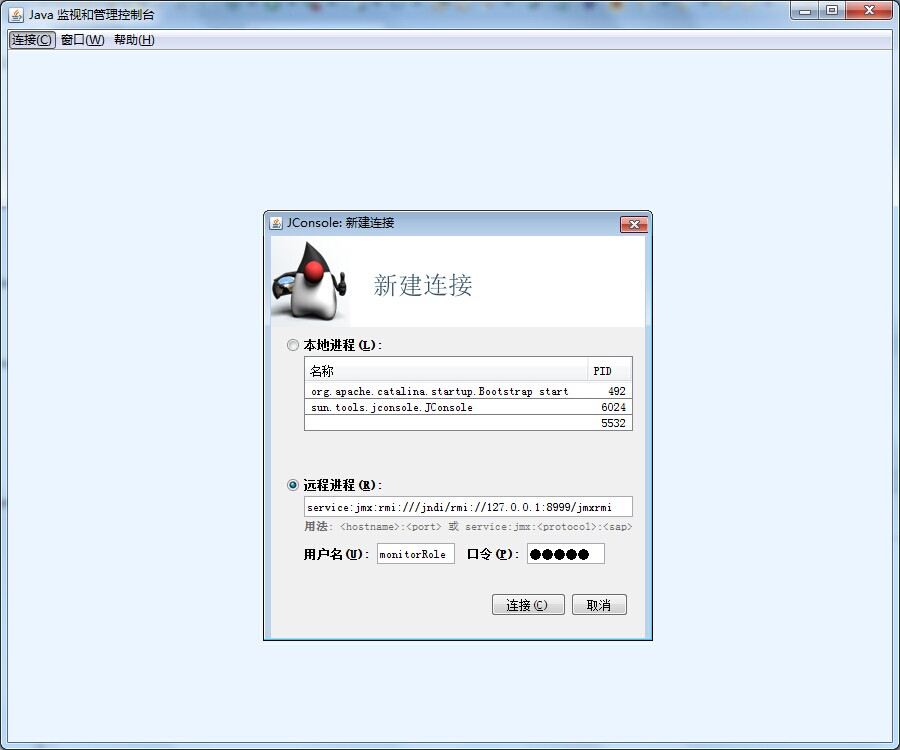 Java 监视和管理控制台
连接(C) 窗口(W) 帮助(H)
JConsole: 新建连接
新建连接
本地进程(L):
名称 PID
org.apache.catalina.startup.Bootstrap start 492
sun.tools.jconsole.JConsole 6024
5532
远程进程(R):
service:jmx:rmi:///jndi/rmi://127.0.0.1:8999/jmxrmi
用法: <hostname>:<port> 或 service:jmx:<protocol>:<sap>
用户名(U): monitorRole 口令(P): ●●●●●
连接(C) 取消